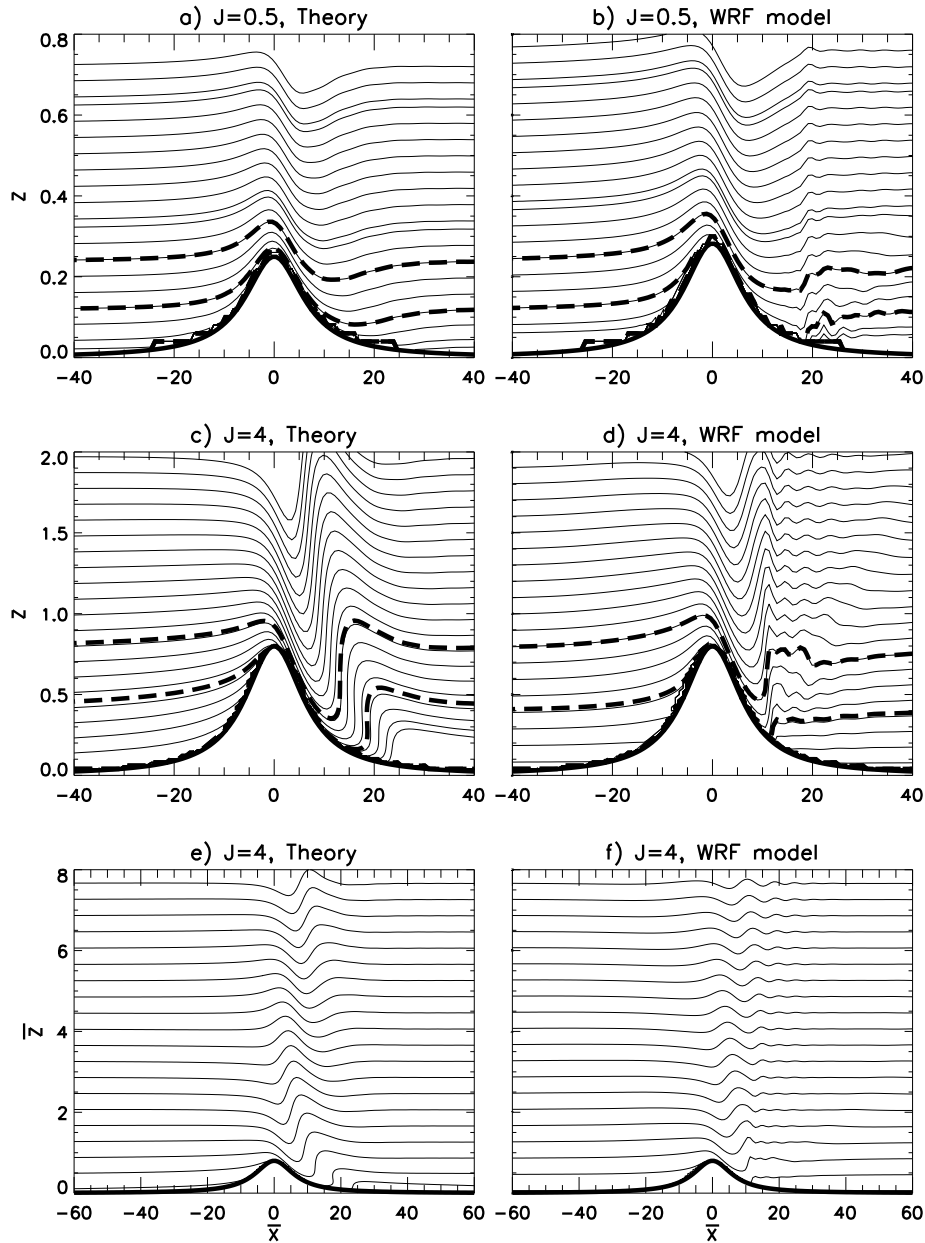 a) J=0.5, Theory
b) J=0.5, WRF model
0.8
0.6
z
0.4
0.2
0.0
-40 -20 0 20 40
-40 -20 0 20 40
c) J=4, Theory
d) J=4, WRF model
2.0
1.5
z
1.0
0.5
0.0
-40 -20 0 20 40
-40 -20 0 20 40
e) J=4, Theory
f) J=4, WRF model
8
6
z̅
4
2
0
-60 -40 -20 0 20 40 60
-60 -40 -20 0 20 40 60
x̅
x̅